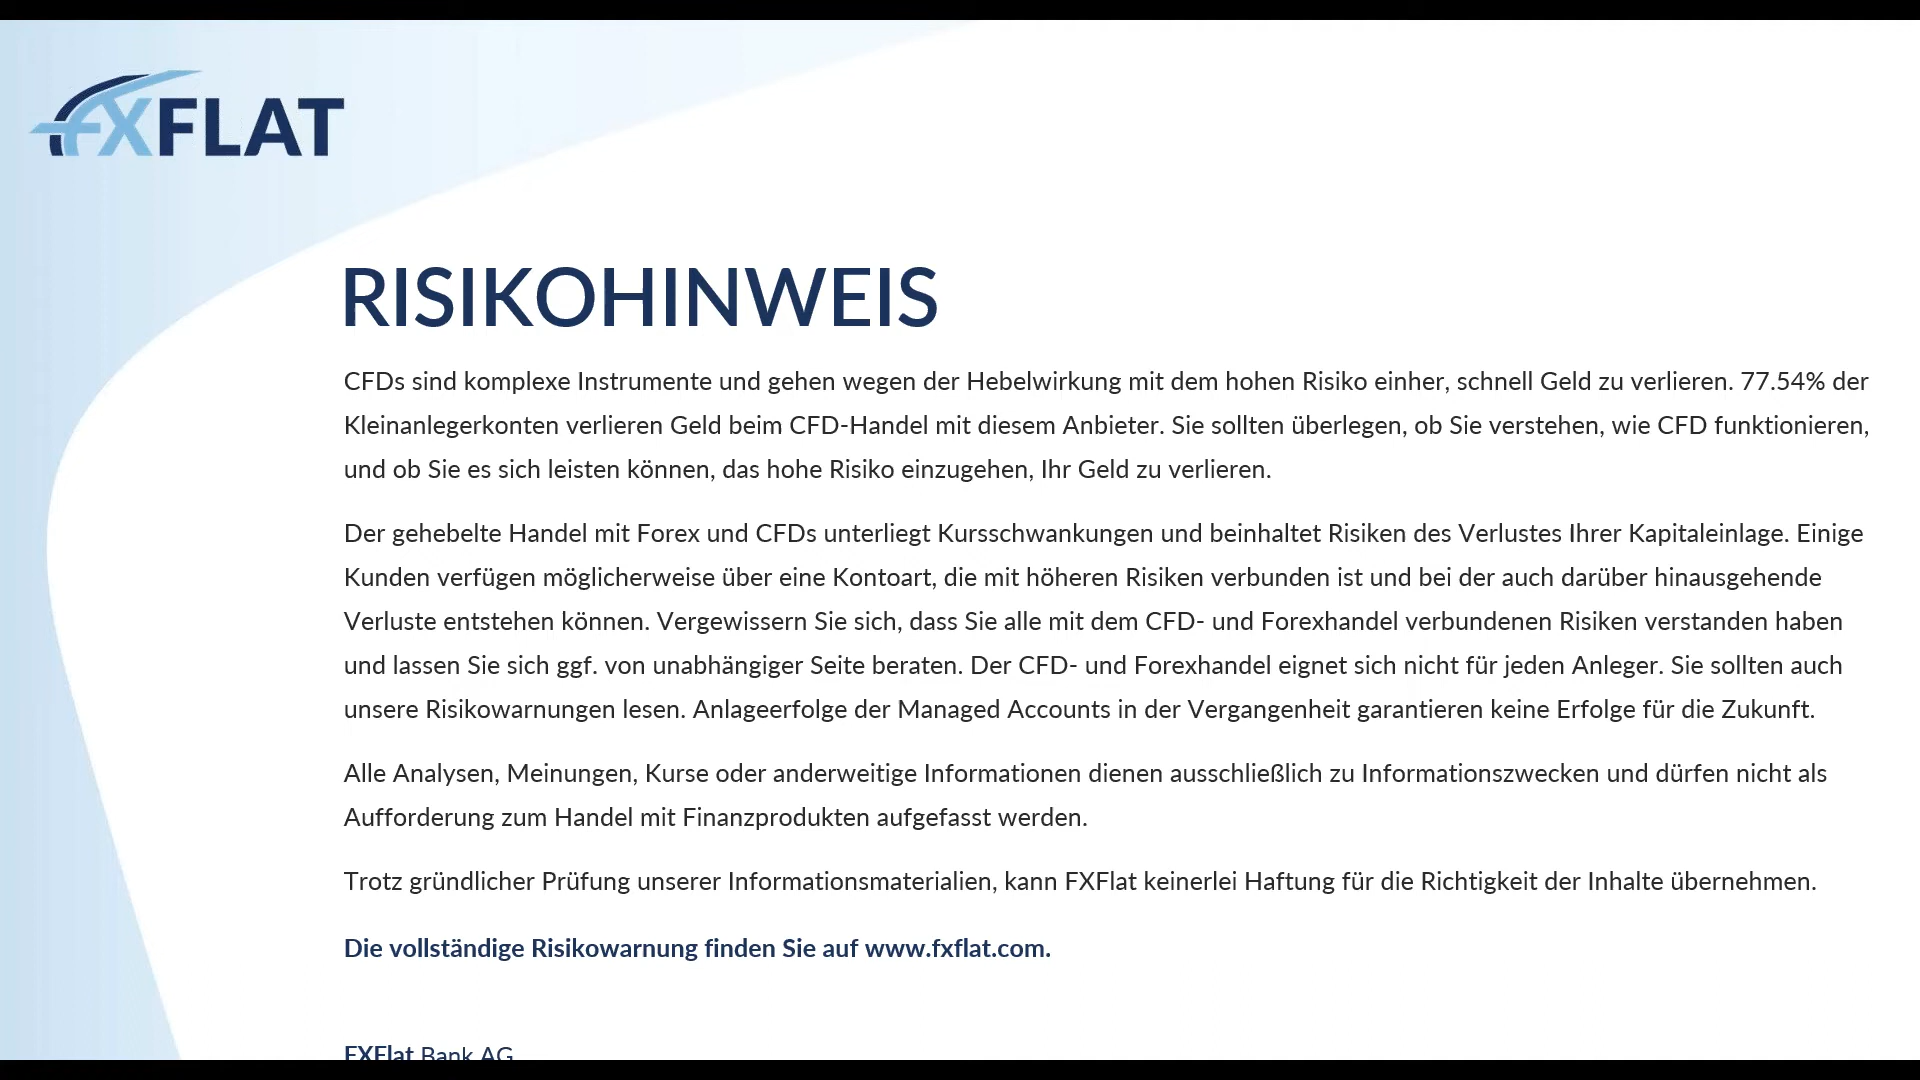 fXFLAT
RISIKOHINWEIS
CFDs sind komplexe Instrumente und gehen wegen der Hebelwirkung mit dem hohen Risiko einher, schnell Geld zu verlieren. 77.54% der
Kleinanlegerkonten verlieren Geld beim CFD-Handel mit diesem Anbieter. Sie sollten überlegen, ob Sie verstehen, wie CFD funktionieren,
und ob Sie es sich leisten können, das hohe Risiko einzugehen, Ihr Geld zu verlieren.
Der gehebelte Handel mit Forex und CFDs unterliegt Kursschwankungen und beinhaltet Risiken des Verlustes Ihrer Kapitaleinlage. Einige
Kunden verfügen möglicherweise über eine Kontoart, die mit höheren Risiken verbunden ist und bei der auch darüber hinausgehende
Verluste entstehen können. Vergewissern Sie sich, dass Sie alle mit dem CFD- und Forexhandel verbundenen Risiken verstanden haben
und lassen Sie sich ggf. von unabhängiger Seite beraten. Der CFD- und Forexhandel eignet sich nicht für jeden Anleger. Sie sollten auch
unsere Risikowarnungen lesen. Anlageerfolge der Managed Accounts in der Vergangenheit garantieren keine Erfolge für die Zukunft.
Alle Analysen, Meinungen, Kurse oder anderweitige Informationen dienen ausschließlich zu Informationszwecken und dürfen nicht als
Aufforderung zum Handel mit Finanzprodukten aufgefasst werden.
Trotz gründlicher Prüfung unserer Informationsmaterialien, kann FXFlat keinerlei Haftung für die Richtigkeit der Inhalte übernehmen.
Die vollständige Risikowarnung finden Sie auf www.fxflat.com.
FXFlat Bank AG